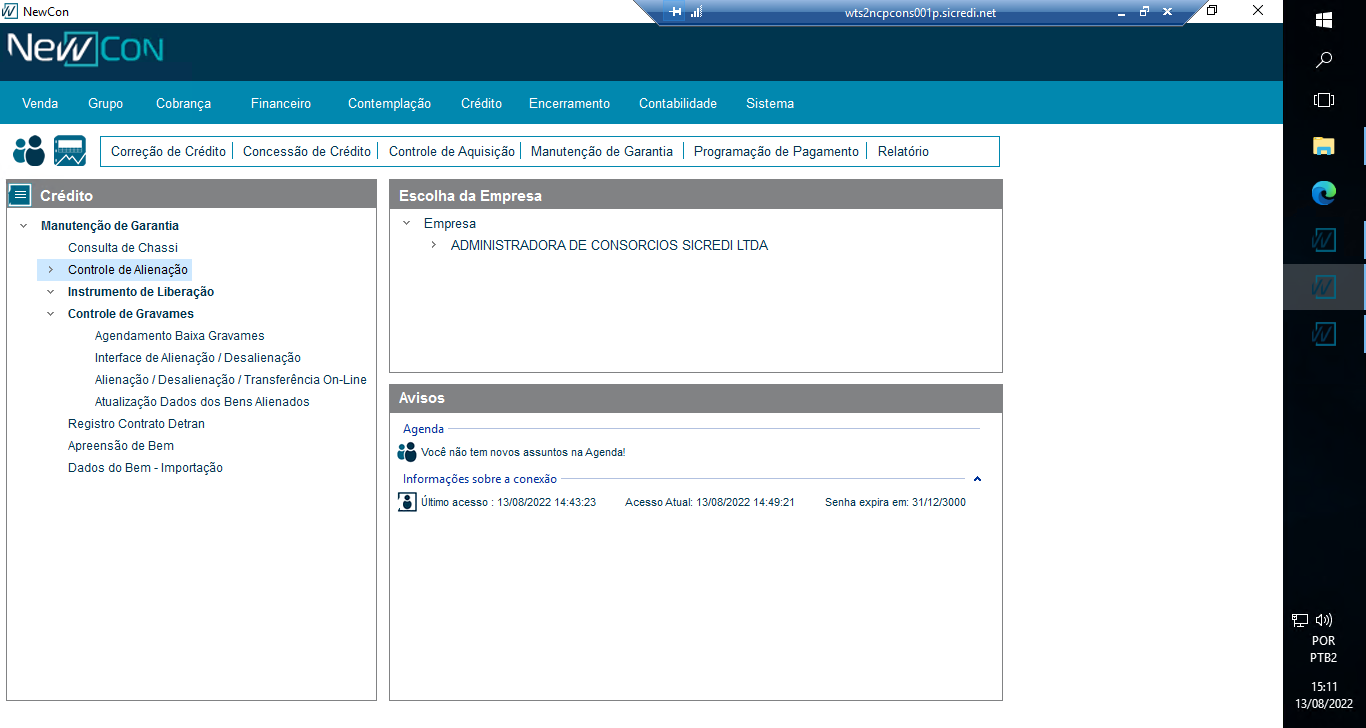 NewCon
wts2ncpcons001p.sicredi.net
NewCON
Venda Grupo Cobrança Financeiro Contemplação Crédito Encerramento Contabilidade Sistema
Correção de Crédito Concessão de Crédito Controle de Aquisição Manutenção de Garantia Programação de Pagamento Relatório
Crédito
Manutenção de Garantia
Consulta de Chassi
Controle de Alienação
Instrumento de Liberação
Controle de Gravames
Agendamento Baixa Gravames
Interface de Alienação / Desalienação
Alienação / Desalienação / Transferência On-Line
Atualização Dados dos Bens Alienados
Registro Contrato Detran
Apreensão de Bem
Dados do Bem - Importação
Escolha da Empresa
Empresa
ADMINISTRADORA DE CONSORCIOS SICREDI LTDA
Avisos
Agenda
Você não tem novos assuntos na Agenda!
Informações sobre a conexão
Último acesso : 13/08/2022 14:43:23 Acesso Atual: 13/08/2022 14:49:21 Senha expira em: 31/12/3000
POR
PTB2
15:11
13/08/2022